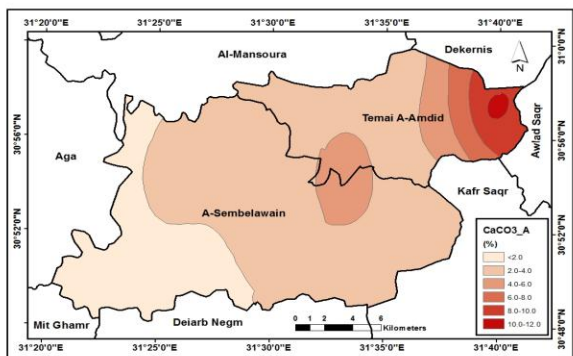 31°20'0"E 31°25'0"E 31°30'0"E 31°35'0"E 31°40'0"E
Al-Mansoura
Dekernis
N
Temai A-Amdid
Awlad Saqr
30°56'0"N
30°56'0"N
Aga
Kafr Saqr
A-Sembelawain
30°52'0"N
30°52'0"N
CaCO3_A
(%)
<2.0
2.0-4.0
4.0-6.0
6.0-8.0
8.0-10.0
10.0-12.0
0 1 2 4 6
Kilometers
Mit Ghamr
Deiarb Negm
31°20'0"E 31°25'0"E 31°30'0"E 31°35'0"E 31°40'0"E